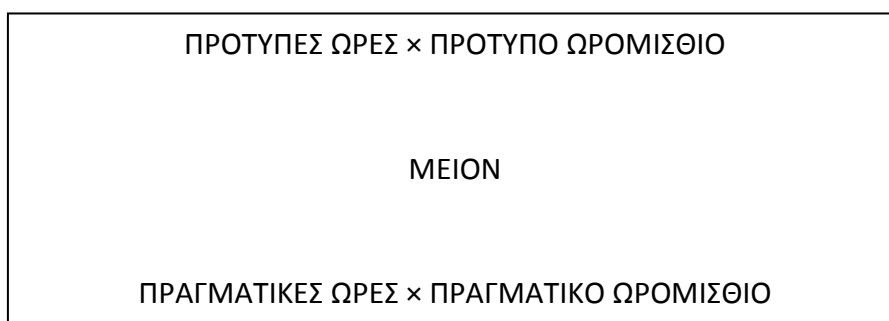 ΠΡΟΤΥΠΕΣ ΩΡΕΣ × ΠΡΟΤΥΠΟ ΩΡΟΜΙΣΘΙΟ
ΜΕΙΟΝ
ΠΡΑΓΜΑΤΙΚΕΣ ΩΡΕΣ × ΠΡΑΓΜΑΤΙΚΟ ΩΡΟΜΙΣΘΙΟ